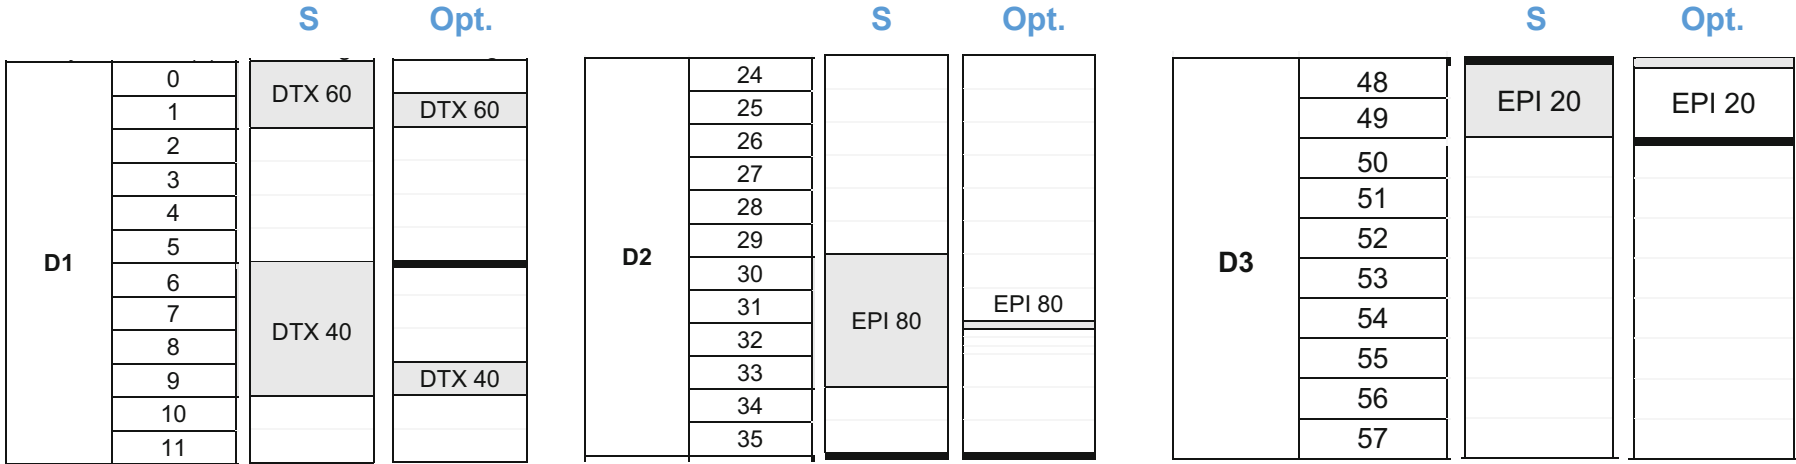 S Opt. S Opt. S Opt.
0 24 48
DTX 60 EPI 20 EPI 20
1 DTX 60 25 49
2 26 50
3 27 51
4 28
5 29 52
D1 D2 D3
6 30 53
7 31 EPI 80 54
DTX 40 EPI 80
8 32 55
9 DTX 40 33
10 34 56
11 35 57